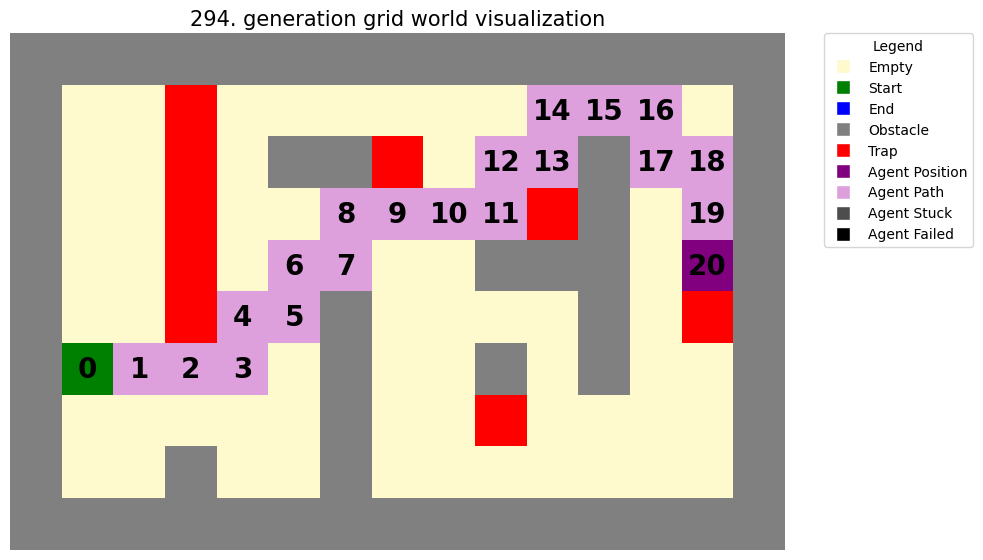 294. generation grid world visualization
Legend
Empty
Start
End
Obstacle
Trap
Agent Position
Agent Path
Agent Stuck
Agent Failed
14 15 16
12 13 17 18
8 9 10 11 19
6 7 20
4 5
0 1 2 3